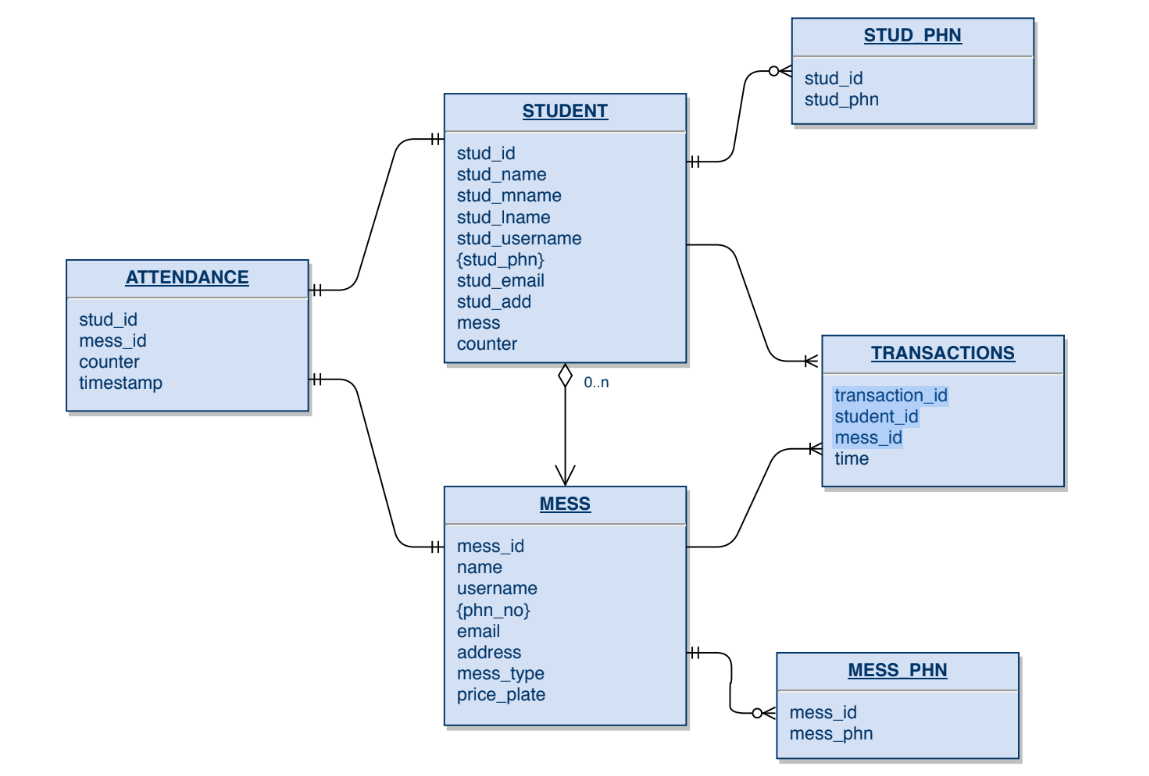 STUD_PHN
stud_id
stud_phn
STUDENT
stud_id
stud_name
stud_mname
stud_lname
stud_username
{stud_phn}
stud_email
stud_add
mess
counter
ATTENDANCE
stud_id
mess_id
counter
timestamp
TRANSACTIONS
transaction_id
student_id
mess_id
time
0..n
MESS
mess_id
name
username
{phn_no}
email
address
mess_type
price_plate
MESS_PHN
mess_id
mess_phn